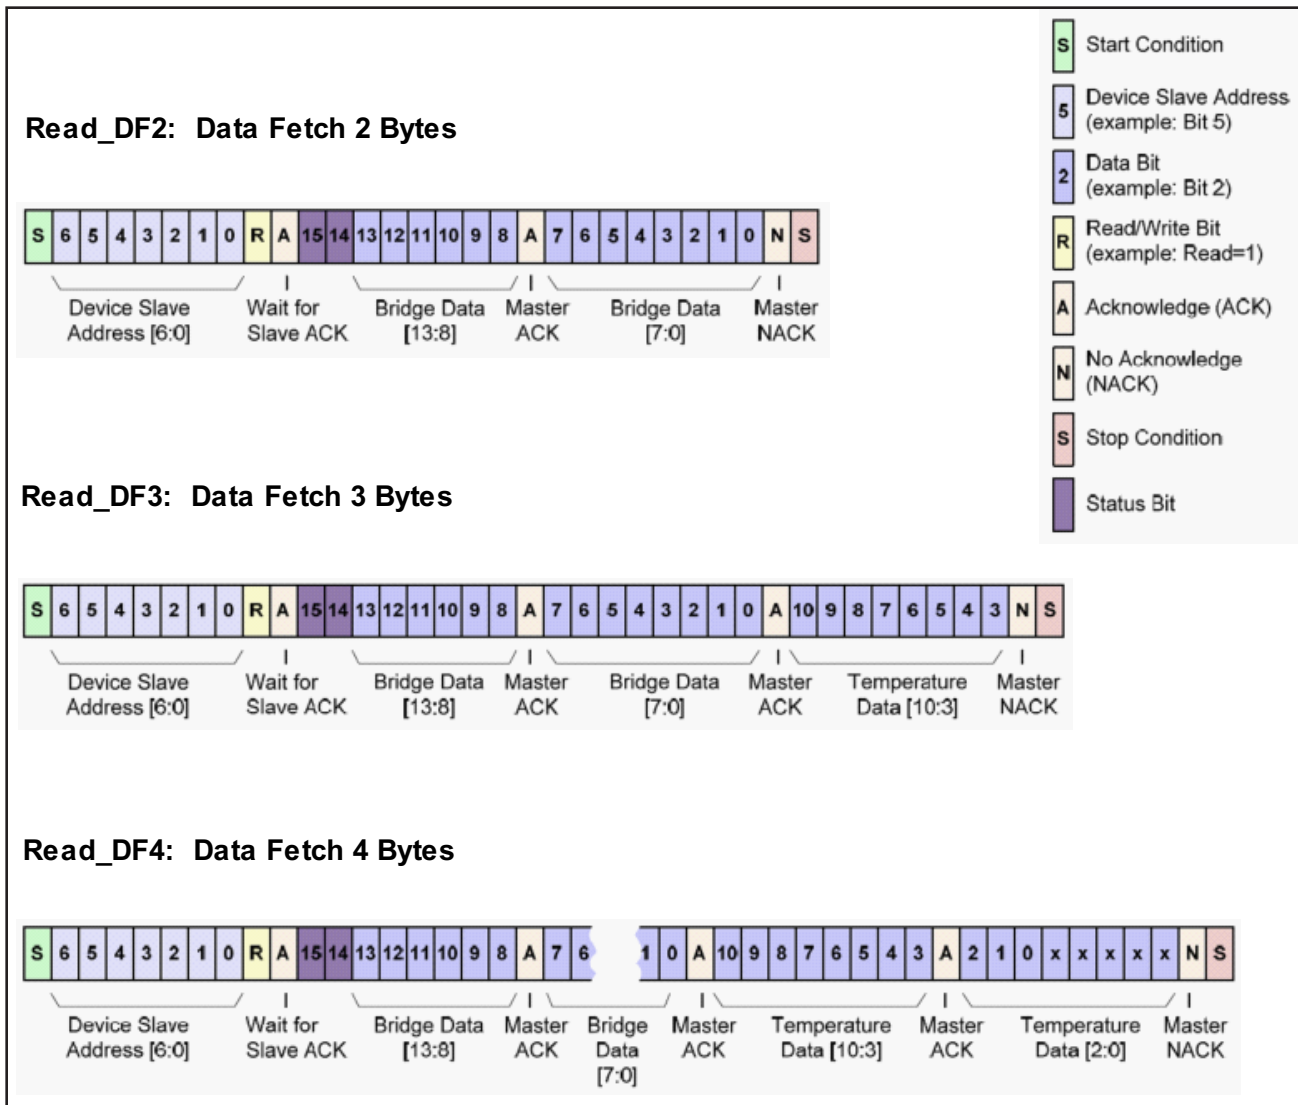 Read_DF2: Data Fetch 2 Bytes
S 6 5 4 3 2 1 0 R A 15 14 13 12 11 10 9 8 A 7 6 5 4 3 2 1 0 N S
Device Slave Address [6:0]
Wait for Slave ACK
Bridge Data [13:8]
Master ACK
Bridge Data [7:0]
Master NACK
S Start Condition
5 Device Slave Address
(example: Bit 5)
2 Data Bit
(example: Bit 2)
R Read/Write Bit
(example: Read=1)
A Acknowledge (ACK)
N No Acknowledge
(NACK)
S Stop Condition
Status Bit
Read_DF3: Data Fetch 3 Bytes
S 6 5 4 3 2 1 0 R A 15 14 13 12 11 10 9 8 A 7 6 5 4 3 2 1 0 A 10 9 8 7 6 5 4 3 N S
Device Slave Address [6:0]
Wait for Slave ACK
Bridge Data [13:8]
Master ACK
Bridge Data [7:0]
Master ACK
Temperature Data [10:3]
Master NACK
Read_DF4: Data Fetch 4 Bytes
S 6 5 4 3 2 1 0 R A 15 14 13 12 11 10 9 8 A 7 6 1 0 A 10 9 8 7 6 5 4 3 A 2 1 0 x x x x x N S
Device Slave Address [6:0]
Wait for Slave ACK
Bridge Data [13:8]
Master ACK
Bridge Data [7:0]
Master ACK
Temperature Data [10:3]
Master ACK
Temperature Data [2:0]
Master NACK